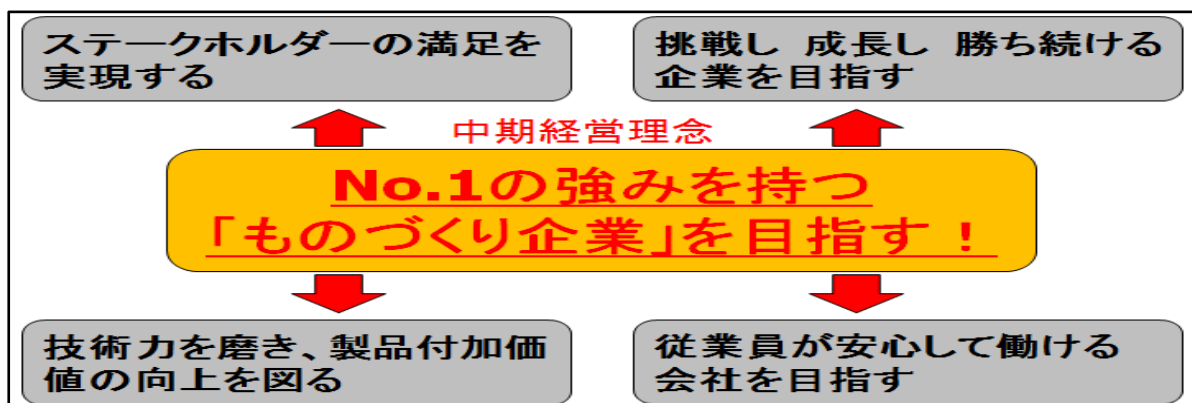 ステークホルダーの満足を
実現する
挑戦し 成長し 勝ち続ける
企業を目指す
中期経営理念
No.1の強みを持つ
「ものづくり企業」を目指す！
技術力を磨き、製品付加価
値の向上を図る
従業員が安心して働ける
会社を目指す